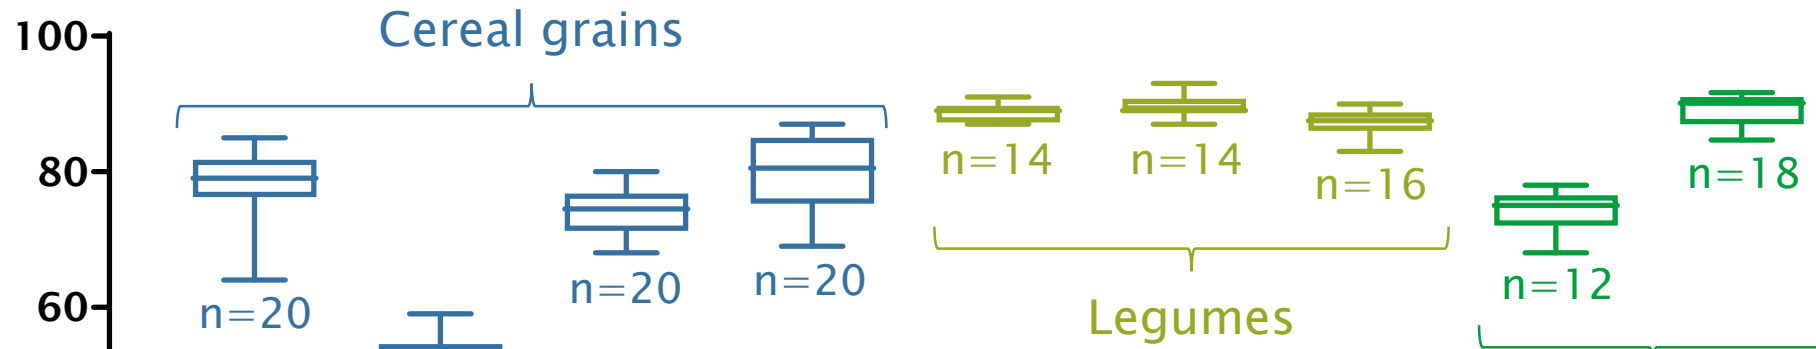 100
Cereal grains
80
n=14
n=14
n=16
n=18
60
n=20
n=20
n=20
n=12
Legumes